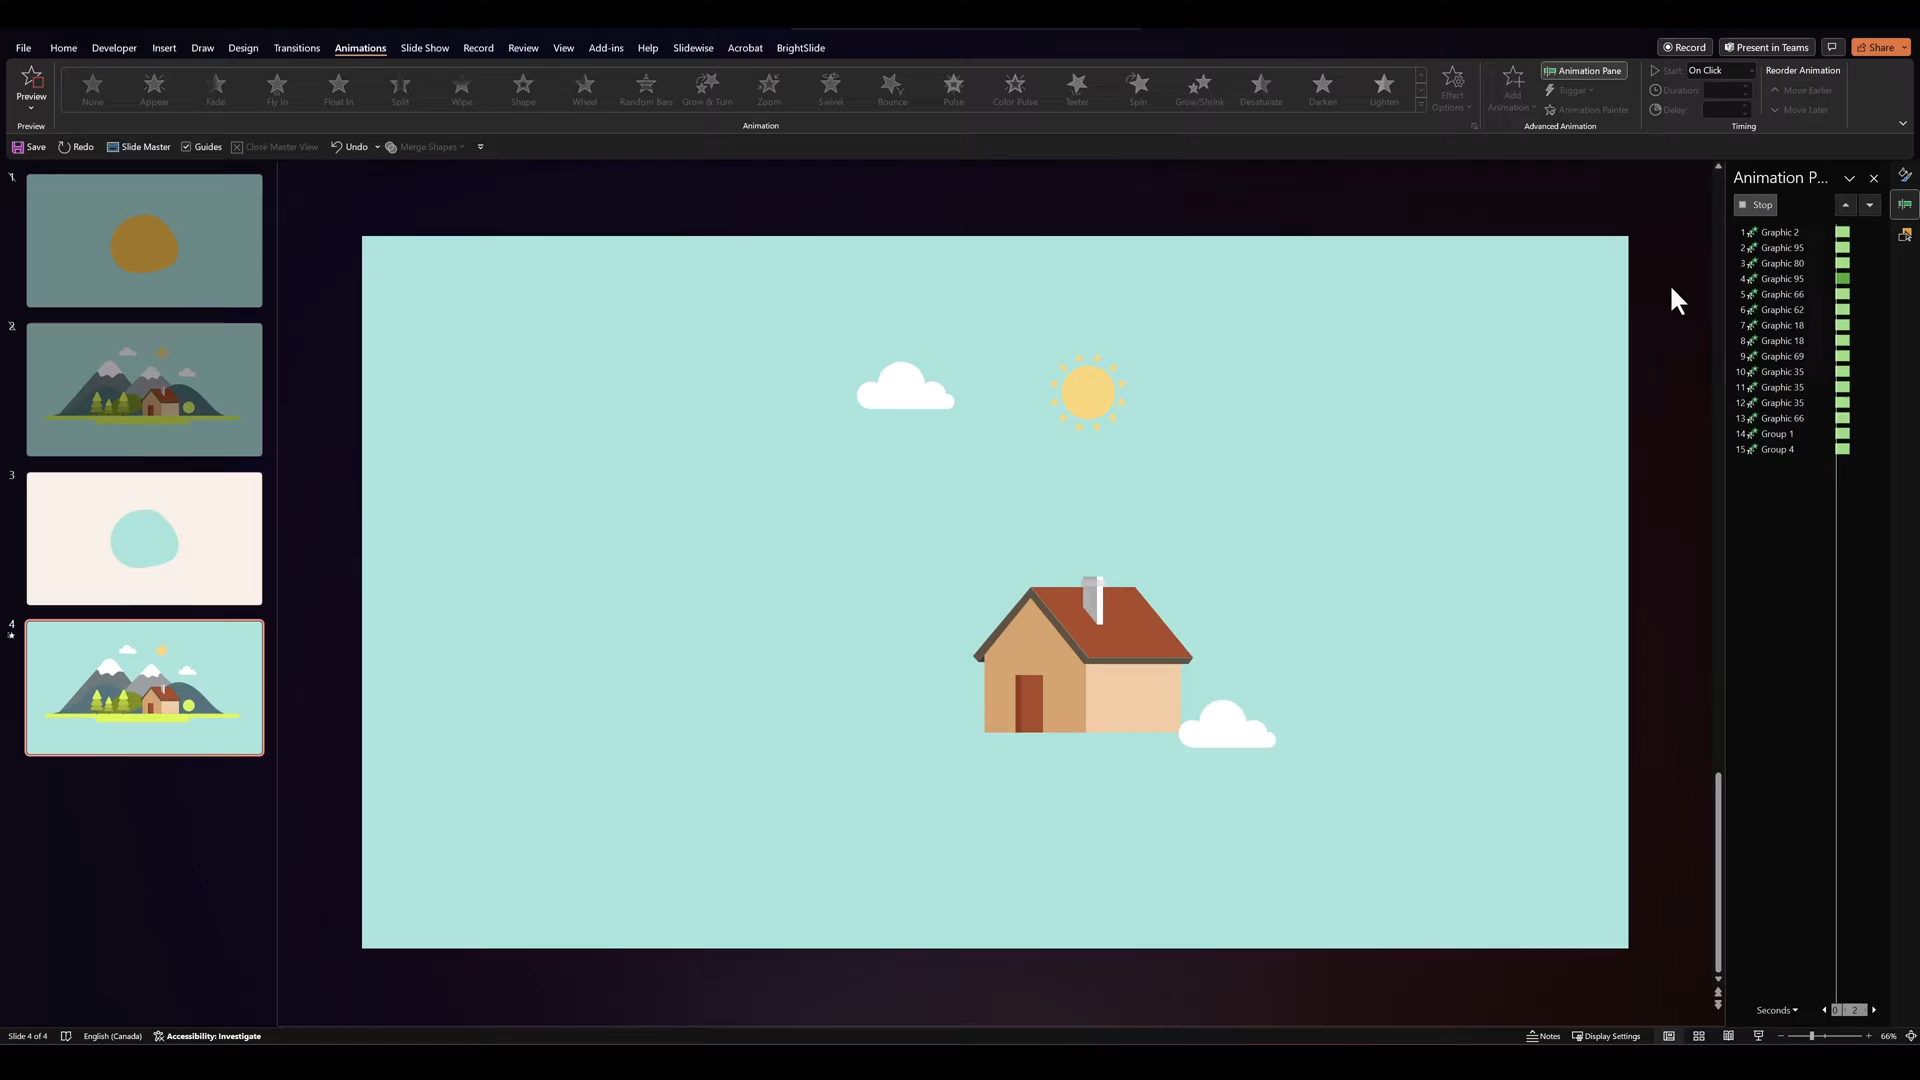 File Home Developer Insert Draw Design Transitions Animations Slide Show Record Review View Add-ins Help Slidewise Acrobat BrightSlide
Record Present in Teams Share
Preview
None Appear Fade Fly In Float In Split Wipe Shape Wheel Random Bars Grow & Turn Zoom Swivel Bounce Pulse Color Pulse Teeter Spin Grow/Shrink Desaturate Darken Lighten
Effect
Options
Add
Animation
Animation Pane
Trigger
Animation Painter
Start: On Click
Duration:
Delay:
Reorder Animation
Move Earlier
Move Later
Preview
Animation
Advanced Animation
Timing
Save Redo Slide Master Guides Close Master View Undo Merge Shapes
1
2
3
4
Animation P...
Stop
1 Graphic 2
2 Graphic 95
3 Graphic 80
4 Graphic 95
5 Graphic 66
6 Graphic 62
7 Graphic 18
8 Graphic 18
9 Graphic 69
10 Graphic 35
11 Graphic 35
12 Graphic 35
13 Graphic 66
14 Group 1
15 Group 4
Seconds 0 2
Slide 4 of 4 English (Canada) Accessibility: Investigate
Notes Display Settings 66%